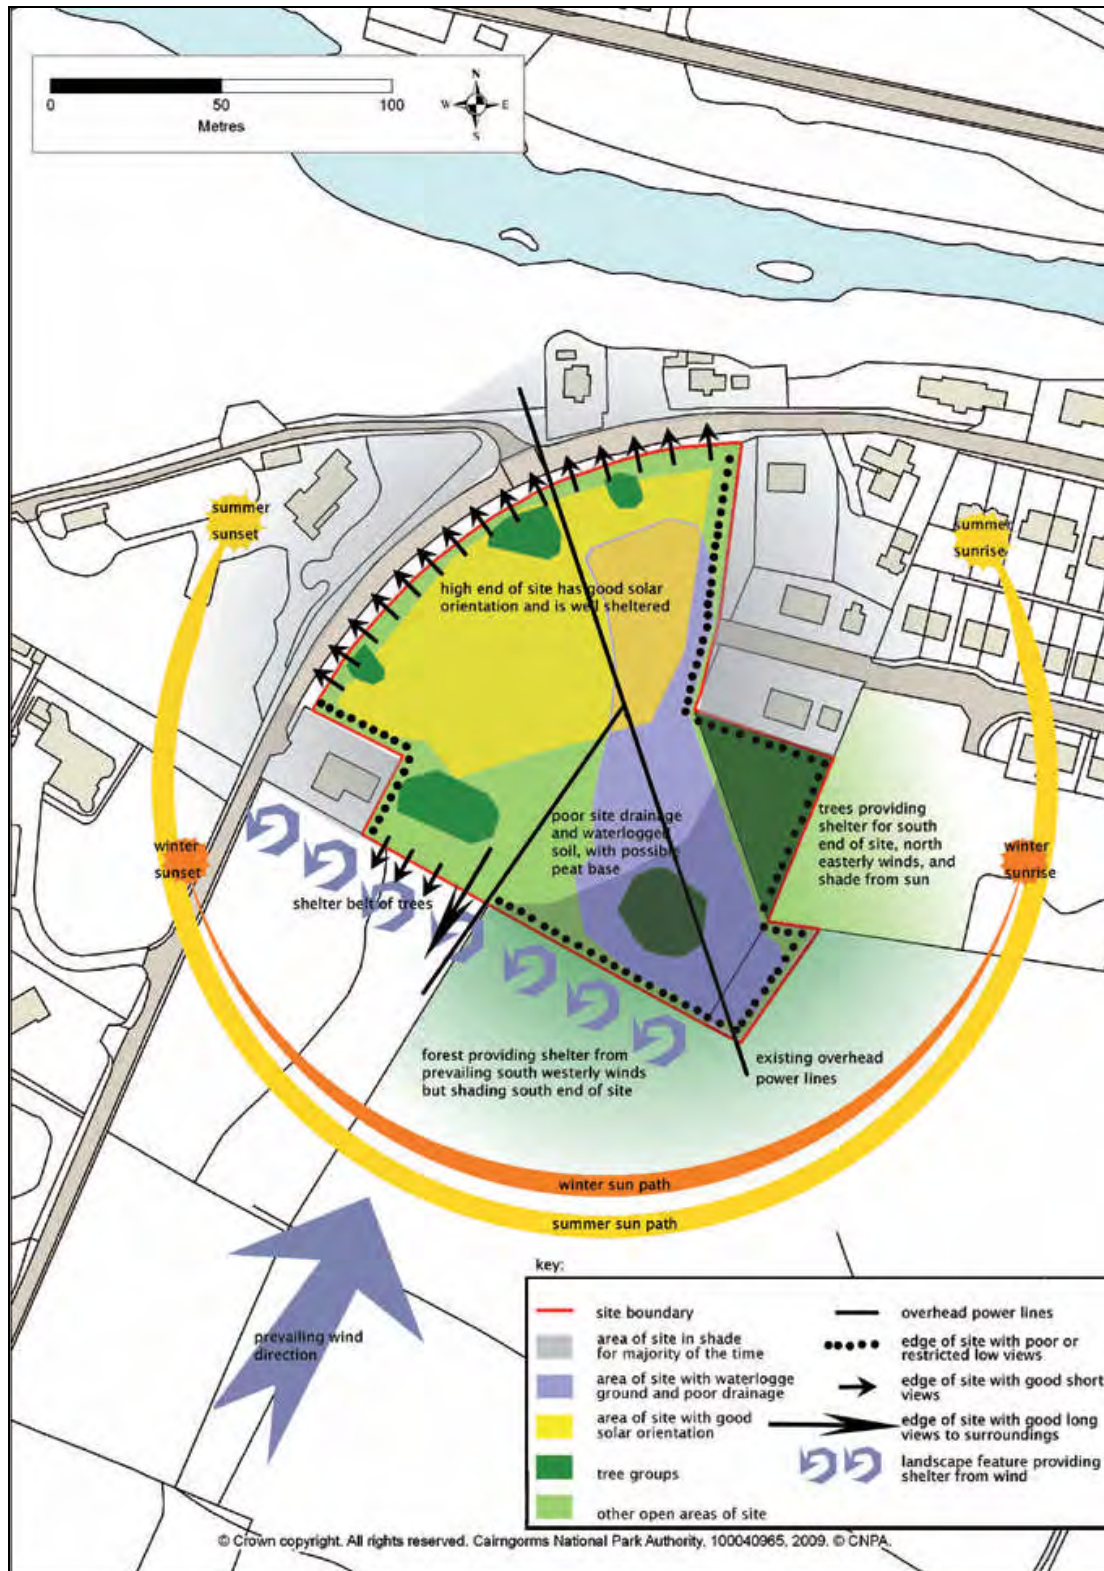 0
50
100
Metres
N
W
E
S
summer
sunset
summer
sunrise
high end of site has good solar
orientation and is well sheltered
poor site drainage
and waterlogged
soil, with possible
peat base
trees providing
shelter for south
end of site, north
easterly winds, and
shade from sun
winter
sunset
winter
sunrise
shelter belt of trees
forest providing shelter from
prevailing south westerly winds
but shading south end of site
existing overhead
power lines
winter sun path
summer sun path
prevailing wind
direction
key:
site boundary
area of site in shade
for majority of the time
area of site with waterlogge
ground and poor drainage
area of site with good
solar orientation
tree groups
other open areas of site
overhead power lines
edge of site with poor or
restricted low views
edge of site with good short
views
edge of site with good long
views to surroundings
landscape feature providing
shelter from wind
© Crown copyright. All rights reserved. Cairngorms National Park Authority. 100040965, 2009. © CNPA.